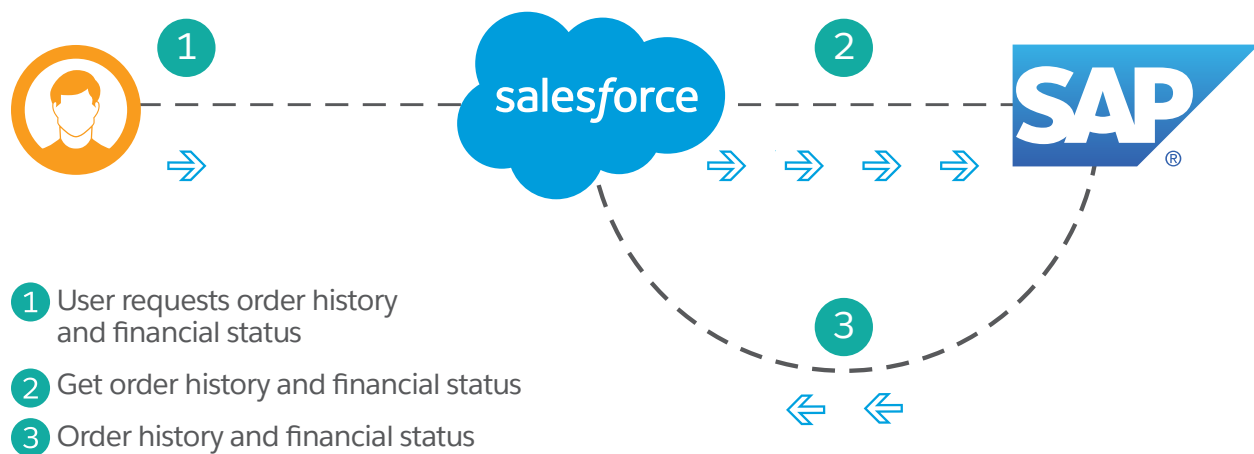 1
2
salesforce
SAP
®
3
1 User requests order history
and financial status
2 Get order history and financial status
3 Order history and financial status